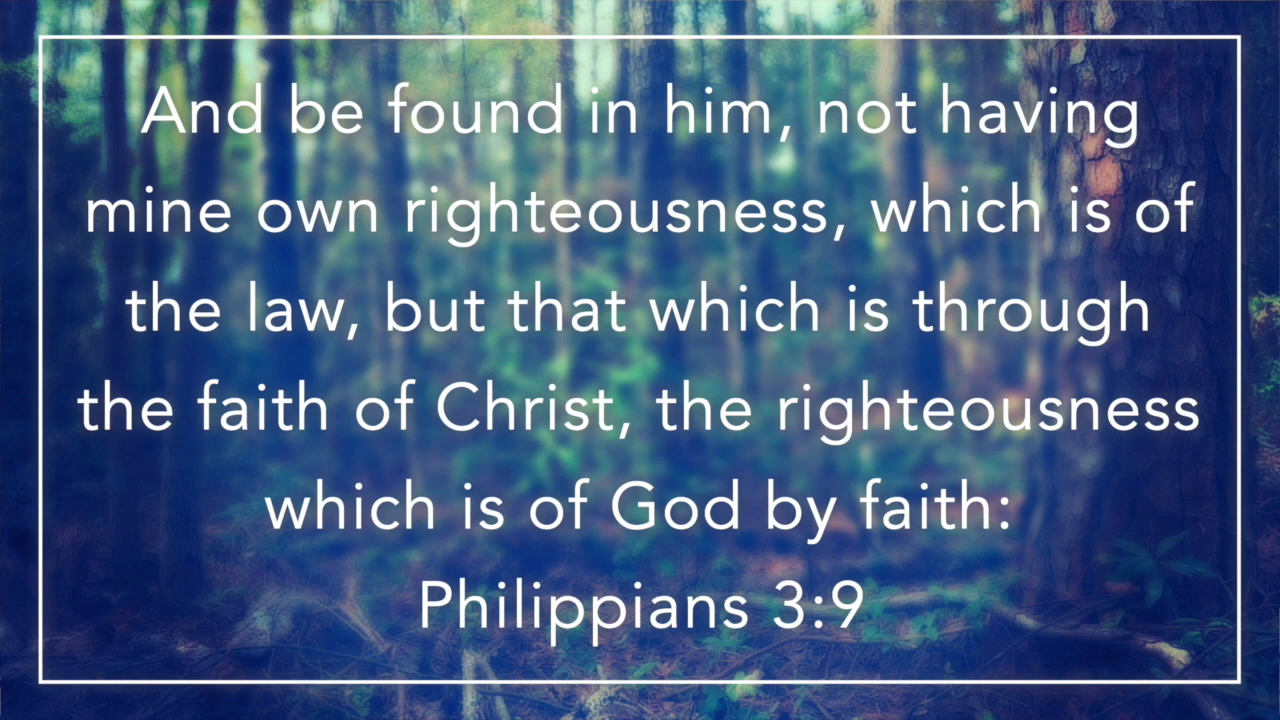 And be found in him, not having
mine own righteousness, which is of
the law, but that which is through
the faith of Christ, the righteousness
which is of God by faith:
Philippians 3:9